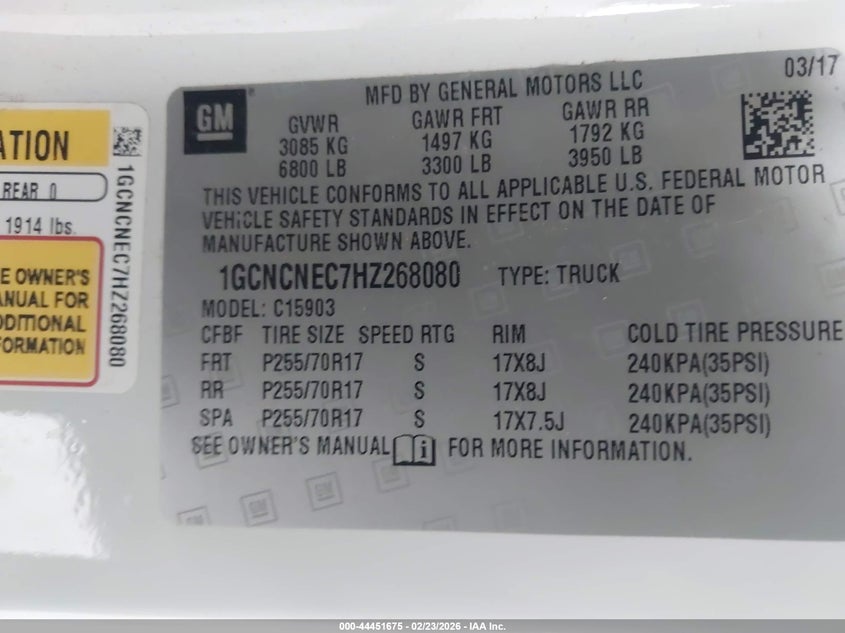 ATION
REAR 0
1914 lbs.
E OWNER'S
ANUAL FOR
DDITIONAL
FORMATION
1GCNCNEC7HZ268080
GM
MFD BY GENERAL MOTORS LLC
03/17
GVWR GAWR FRT GAWR RR
3085 KG 1497 KG 1792 KG
6800 LB 3300 LB 3950 LB
THIS VEHICLE CONFORMS TO ALL APPLICABLE U.S. FEDERAL MOTOR
VEHICLE SAFETY STANDARDS IN EFFECT ON THE DATE OF
MANUFACTURE SHOWN ABOVE.
1GCNCNEC7HZ268080 TYPE: TRUCK
MODEL: C15903
CFBF TIRE SIZE SPEED RTG RIM COLD TIRE PRESSURE
FRT P255/70R17 S 17X8J 240KPA(35PSI)
RR P255/70R17 S 17X8J 240KPA(35PSI)
SPA P255/70R17 S 17X7.5J 240KPA(35PSI)
SEE OWNER'S MANUAL FOR MORE INFORMATION.
000-44451675 - 02/23/2026 - IAA Inc.